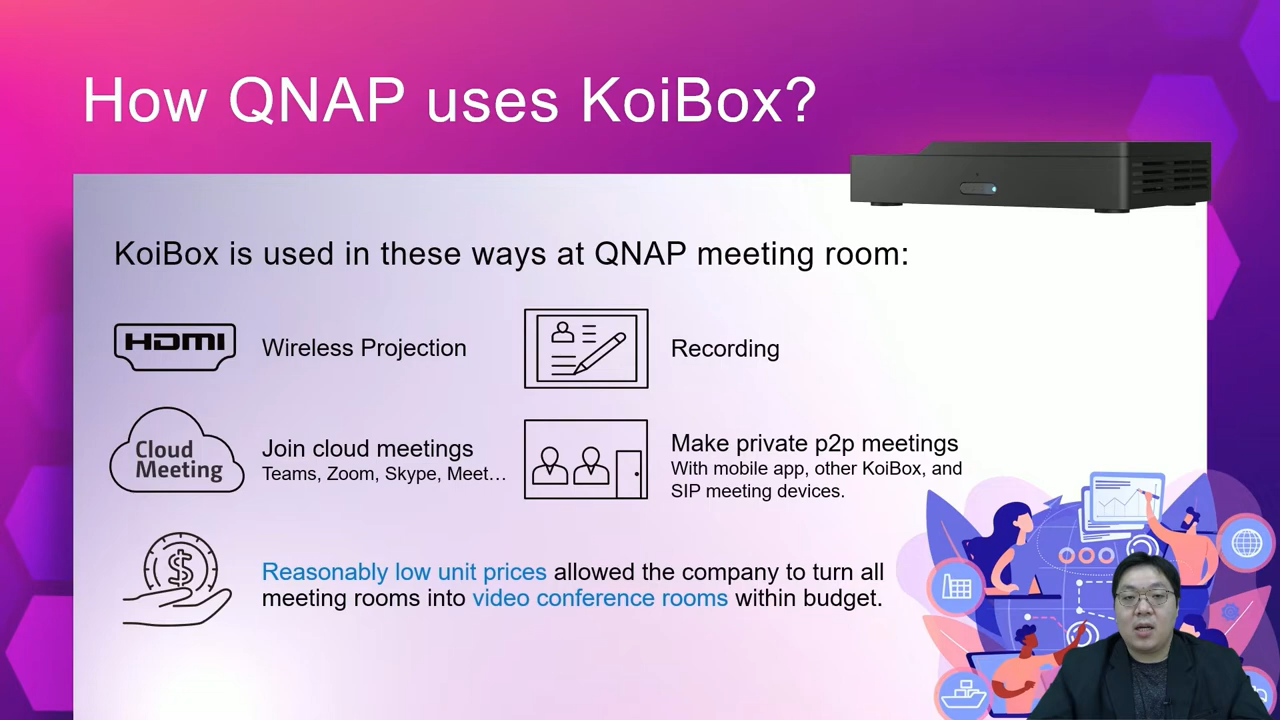 How QNAP uses KoiBox?
KoiBox is used in these ways at QNAP meeting room:
HDMI
Wireless Projection
Recording
Cloud
Meeting
Join cloud meetings
Teams, Zoom, Skype, Meet…
Make private p2p meetings
With mobile app, other KoiBox, and
SIP meeting devices.
$
Reasonably low unit prices allowed the company to turn all
meeting rooms into video conference rooms within budget.